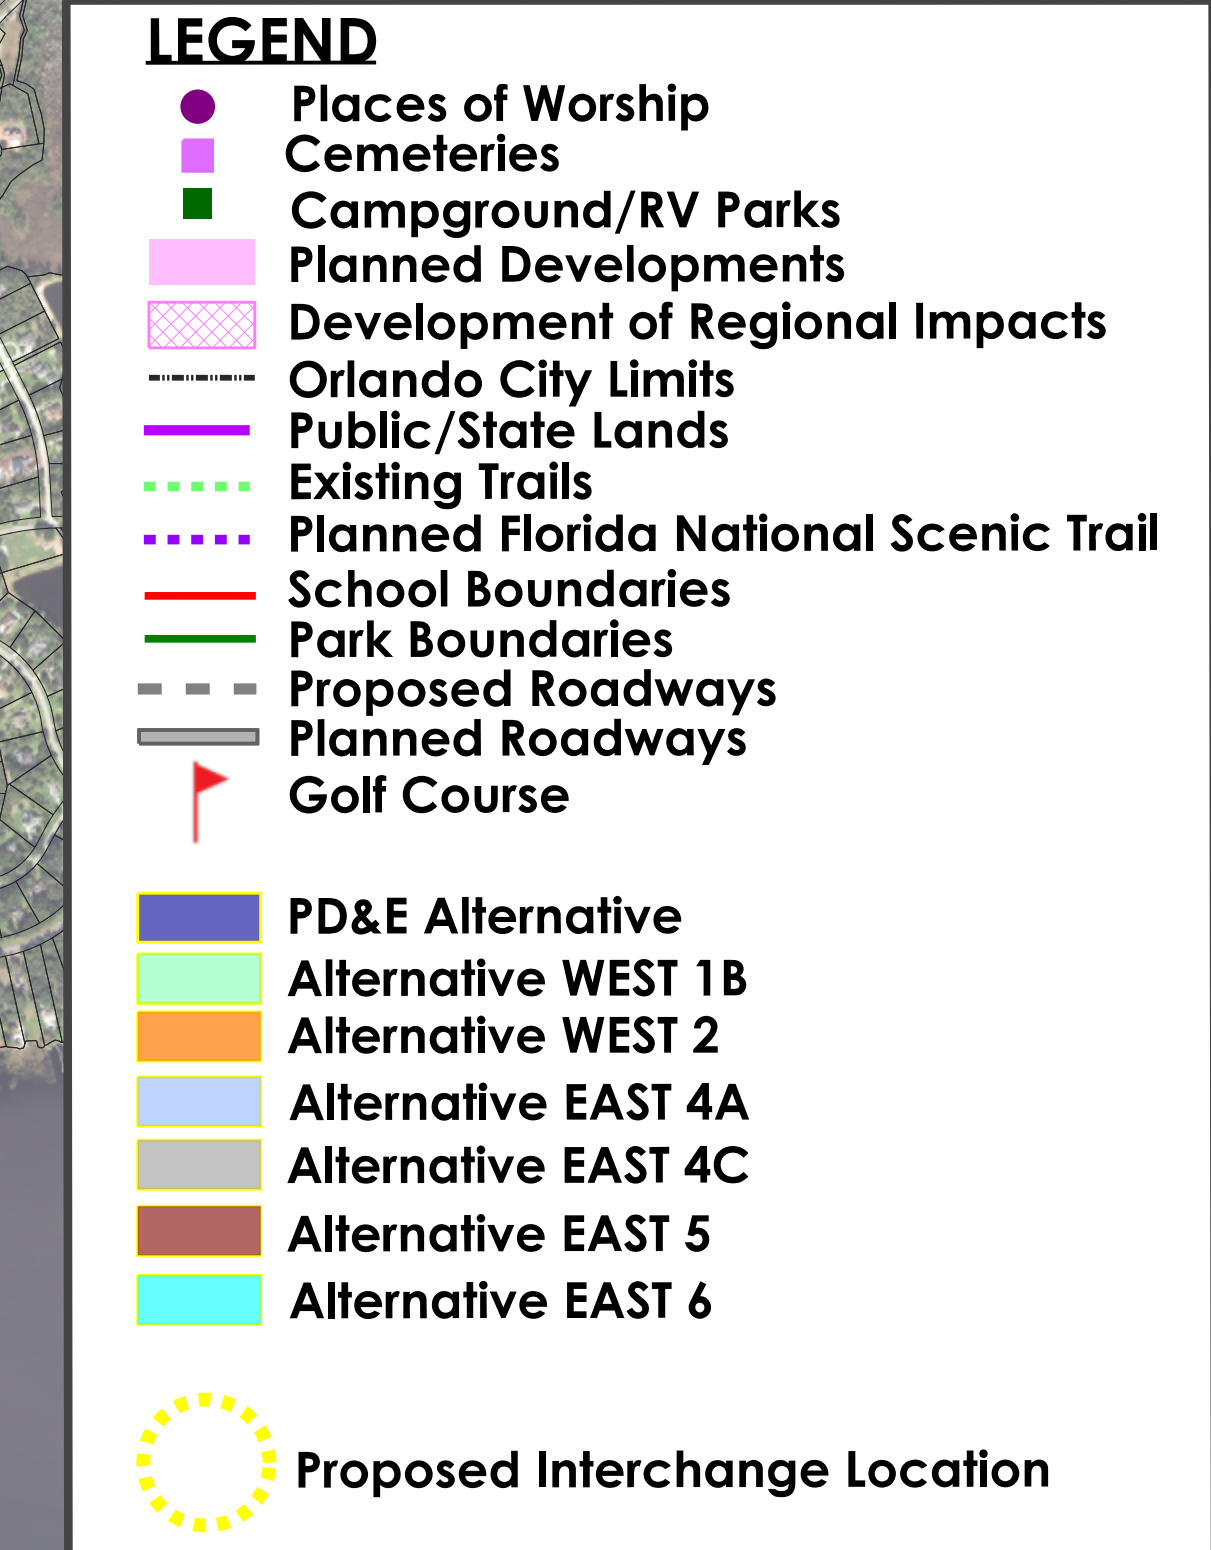 LEGEND
Places of Worship
Cemeteries
Campground/RV Parks
Planned Developments
Development of Regional Impacts
Orlando City Limits
Public/State Lands
Existing Trails
Planned Florida National Scenic Trail
School Boundaries
Park Boundaries
Proposed Roadways
Planned Roadways
Golf Course
PD&E Alternative
Alternative WEST 1B
Alternative WEST 2
Alternative EAST 4A
Alternative EAST 4C
Alternative EAST 5
Alternative EAST 6
Proposed Interchange Location